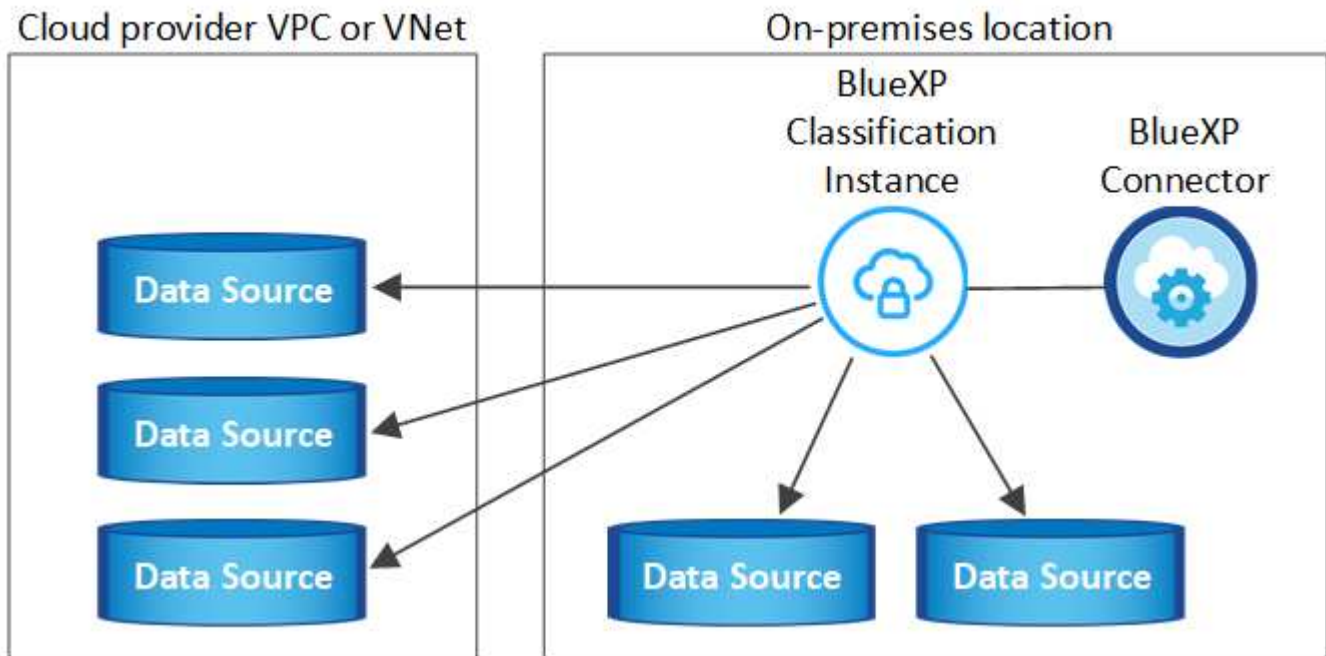 Cloud provider VPC or VNet
On-premises location
BlueXP
Classification
Instance
BlueXP
Connector
Data Source
Data Source
Data Source
Data Source
Data Source